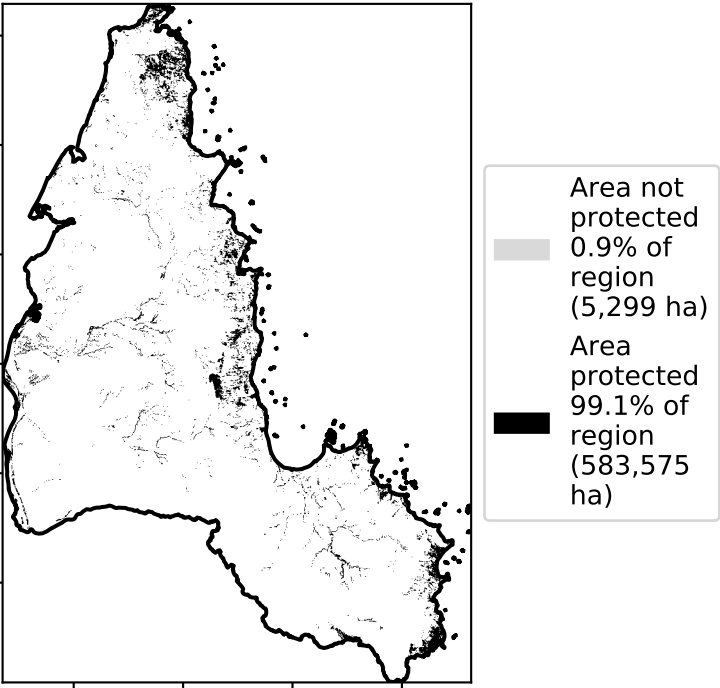 Area not
protected
0.9% of
region
(5,299 ha)
Area
protected
99.1% of
region
(583,575
ha)